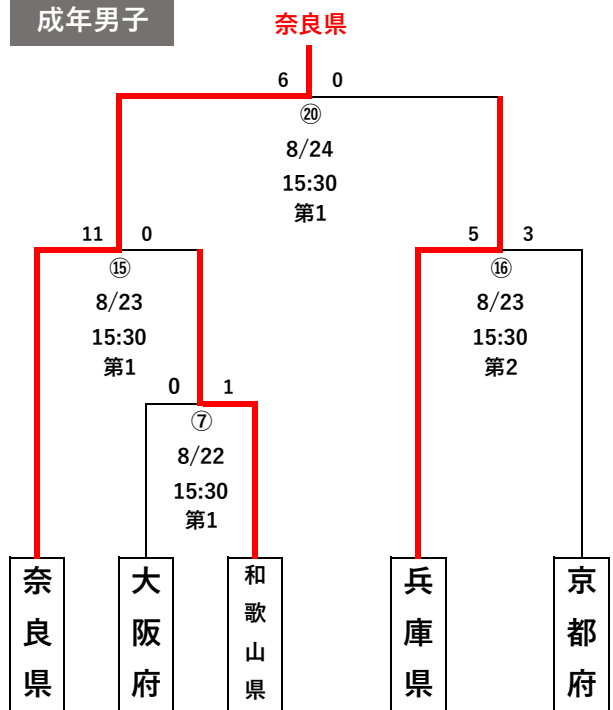 成年男子
奈良県
6 0
⑳
8/24
15:30
第1
11 0
5 3
⑮
8/23
15:30
第1
⑯
8/23
15:30
第2
0 1
⑦
8/22
15:30
第1
奈良県
大阪府
和歌山県
兵庫県
京都府